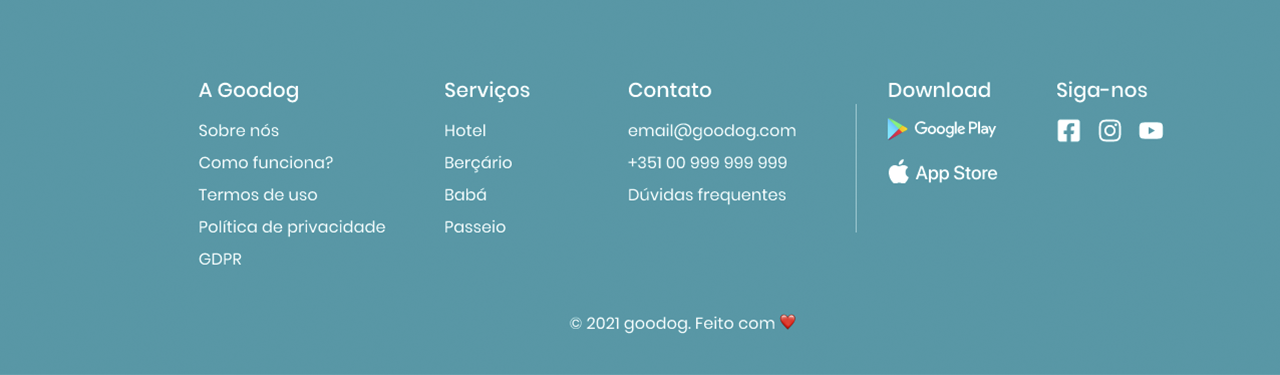 A Goodog
Sobre nós
Como funciona?
Termos de uso
Política de privacidade
GDPR
Serviços
Hotel
Berçário
Babá
Passeio
Contato
email@goodog.com
+351 00 999 999 999
Dúvidas frequentes
Download
Google Play
App Store
Siga-nos
© 2021 goodog. Feito com ❤️